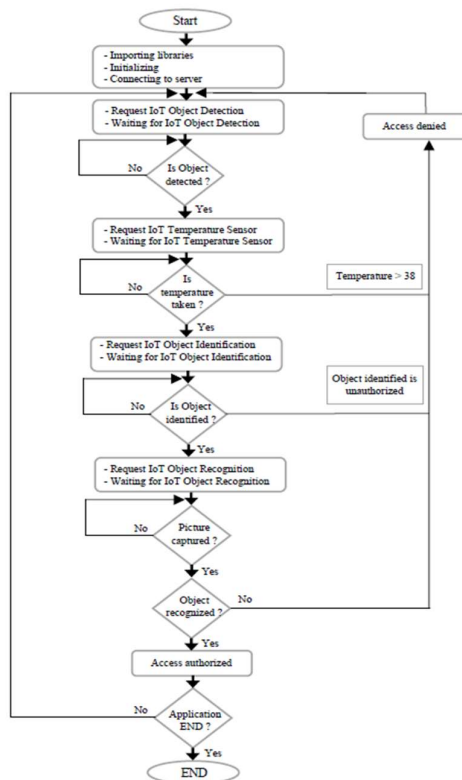 Start
- Importing libraries
- Initializing
- Connecting to server
- Request IoT Object Detection
- Waiting for IoT Object Detection
Access denied
Is Object
detected ?
No
Yes
- Request IoT Temperature Sensor
- Waiting for IoT Temperature Sensor
Is
temperature
taken ?
No
Temperature > 38
Yes
- Request IoT Object Identification
- Waiting for IoT Object Identification
Object identified is
unauthorized
Is Object
identified ?
No
Yes
- Request IoT Object Recognition
- Waiting for IoT Object Recognition
Picture
captured ?
No
Yes
Object
recognized ?
No
Yes
Access authorized
Application
END ?
No
Yes
END